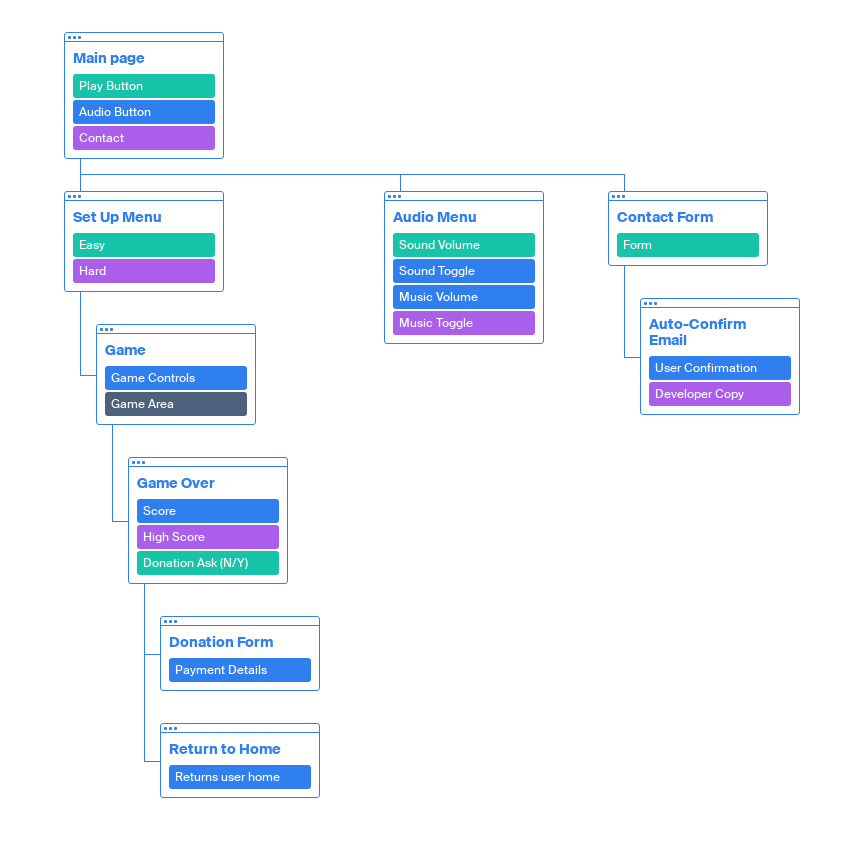 Main page
Play Button
Audio Button
Contact
Set Up Menu
Easy
Hard
Audio Menu
Sound Volume
Sound Toggle
Music Volume
Music Toggle
Contact Form
Form
Auto-Confirm
Email
User Confirmation
Developer Copy
Game
Game Controls
Game Area
Game Over
Score
High Score
Donation Ask (N/Y)
Donation Form
Payment Details
Return to Home
Returns user home